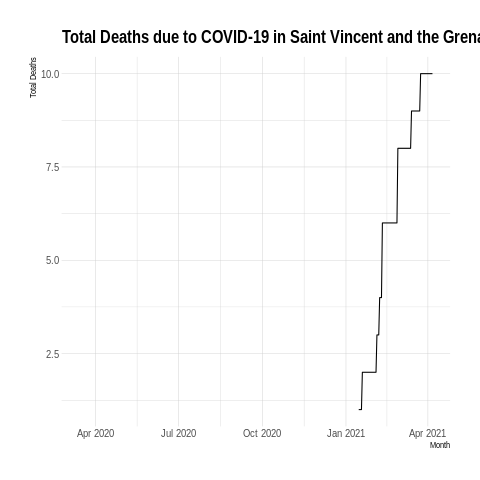 Total Deaths due to COVID-19 in Saint Vincent and the Grena
Total Deaths
10.0
7.5
5.0
2.5
Apr 2020 Jul 2020 Oct 2020 Jan 2021 Apr 2021
Month